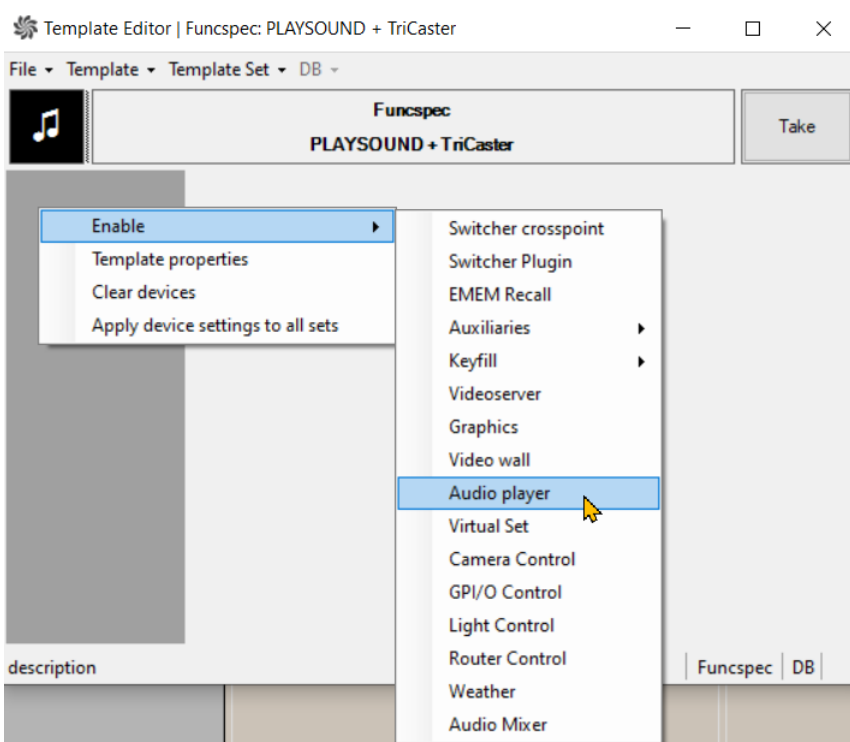 Template Editor | Funcspec: PLAYSOUND + TriCaster
File Template Template Set DB
Funcspec
PLAYSOUND + TriCaster
Take
Enable
Template properties
Clear devices
Apply device settings to all sets
Switcher crosspoint
Switcher Plugin
EMEM Recall
Auxiliaries
Keyfill
Videoserver
Graphics
Video wall
Audio player
Virtual Set
Camera Control
GPI/O Control
Light Control
Router Control
Weather
Audio Mixer
description
Funcspec DB